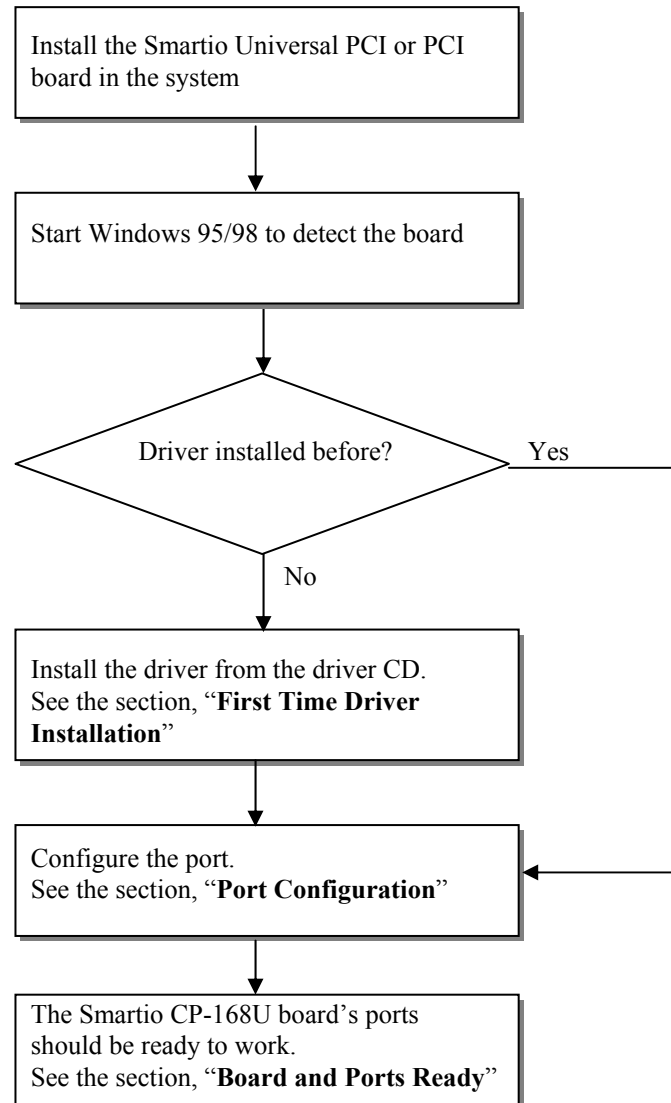 Install the Smartio Universal PCI or PCI
board in the system
Start Windows 95/98 to detect the board
Driver installed before?
Yes
No
Install the driver from the driver CD.
See the section, “First Time Driver
Installation”
Configure the port.
See the section, “Port Configuration”
The Smartio CP-168U board’s ports
should be ready to work.
See the section, “Board and Ports Ready”